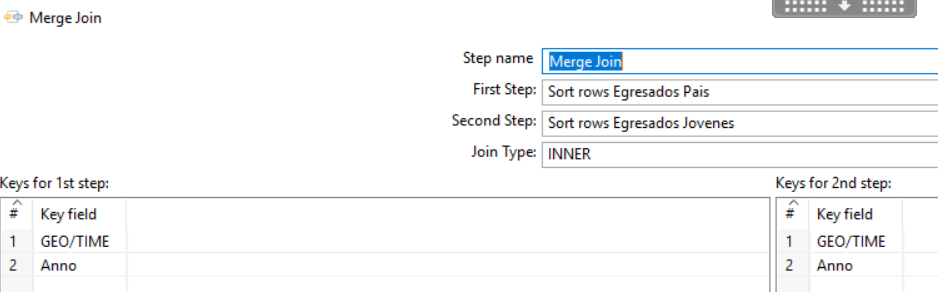 Merge Join
Step name Merge Join
First Step: Sort rows Egresados Pais
Second Step: Sort rows Egresados Jovenes
Join Type: INNER
Keys for 1st step: Keys for 2nd step:
# Key field # Key field
1 GEO/TIME 1 GEO/TIME
2 Anno 2 Anno